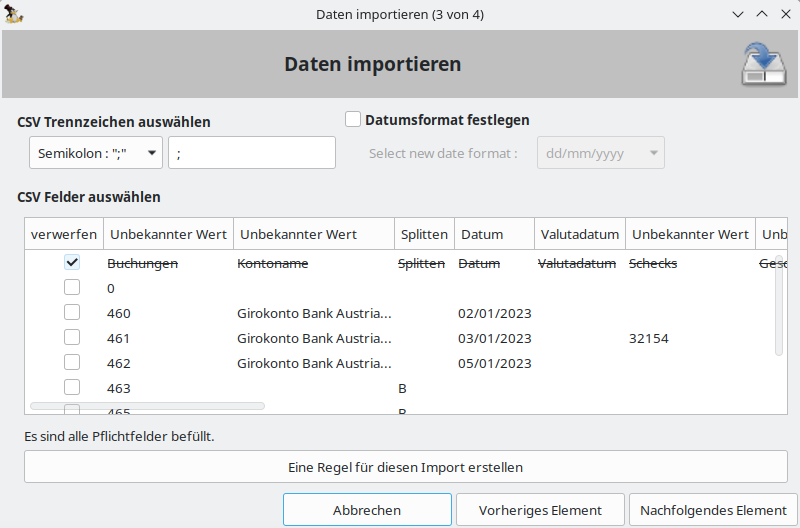 Daten importieren (3 von 4)
Daten importieren
CSV Trennzeichen auswählen
Datumsformat festlegen
Semikolon : ";"
;
Select new date format :
dd/mm/yyyy
CSV Felder auswählen
verwerfen Unbekannter Wert Unbekannter Wert Splitten Datum Valutadatum Unbekannter Wert Unb
Buchungen Kontoname Splitten Datum Valutadatum Schecks Gesc
0
460 Girokonto Bank Austria... 02/01/2023
461 Girokonto Bank Austria... 03/01/2023 32154
462 Girokonto Bank Austria... 05/01/2023
463 B
465 B
Es sind alle Pflichtfelder befüllt.
Eine Regel für diesen Import erstellen
Abbrechen
Vorheriges Element
Nachfolgendes Element